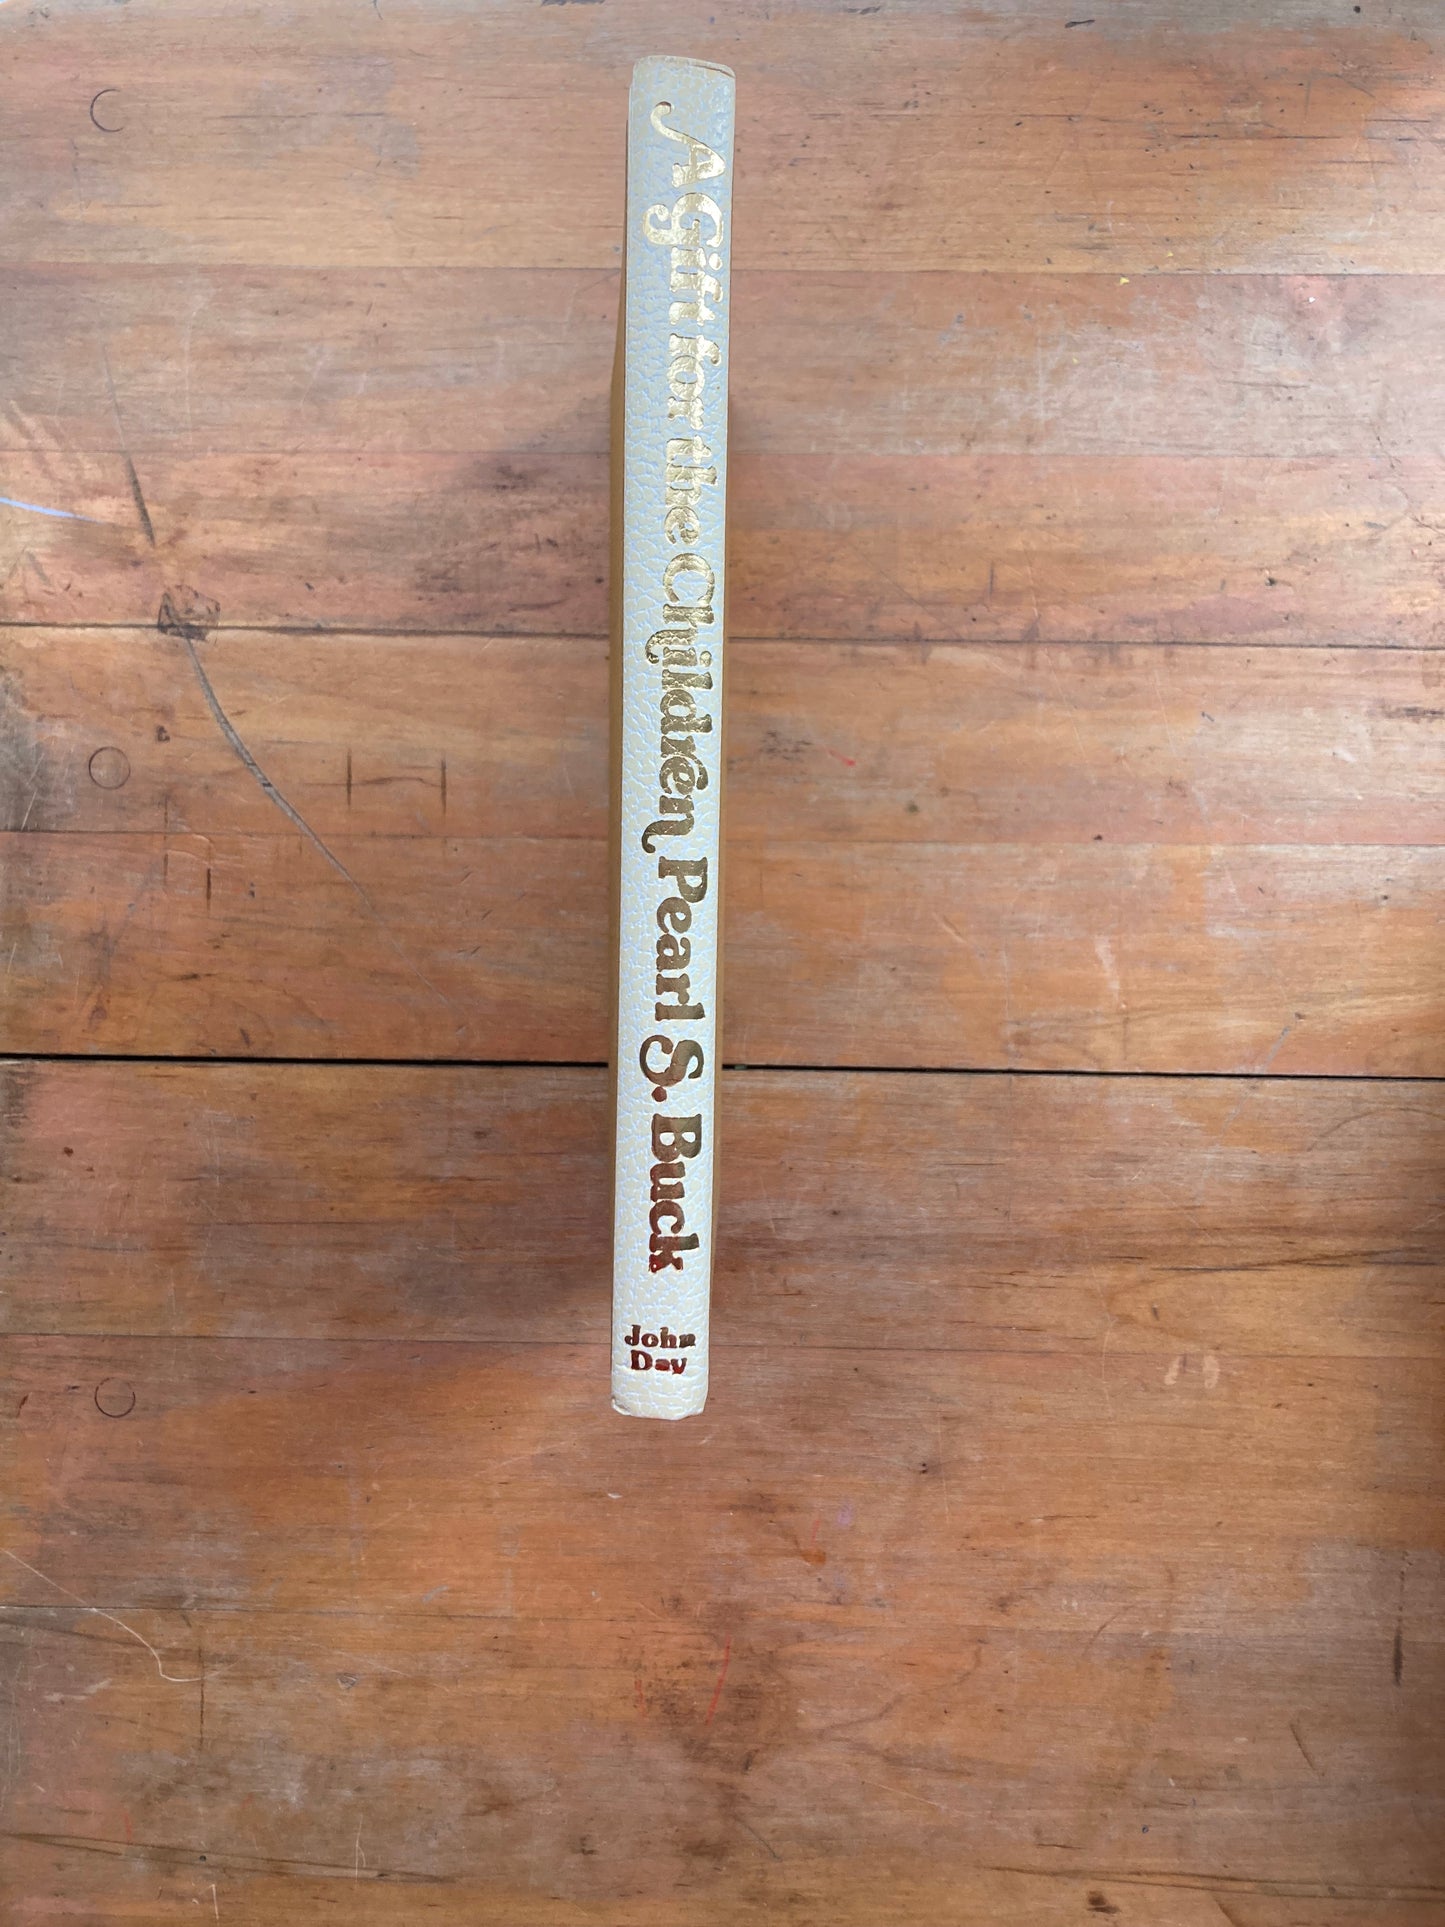 A Gift for the Children Pearl S. Buck
John
Day